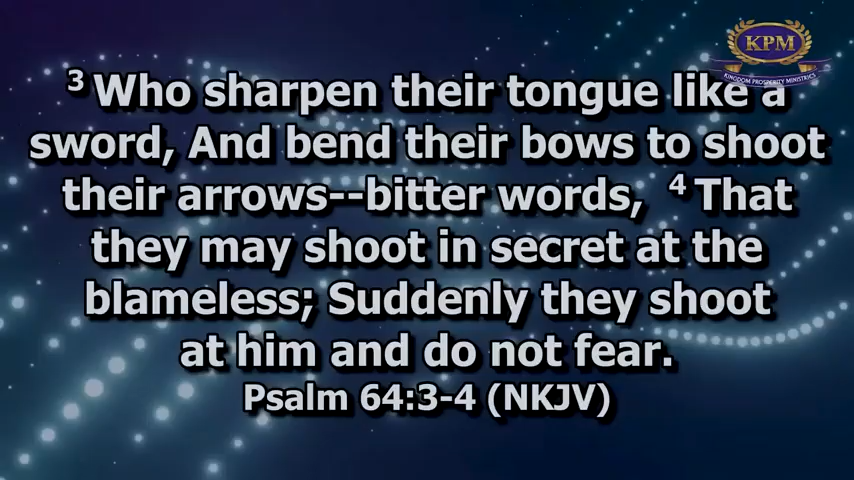 KPM
KINGDOM PROSPERITY MINISTRIES
3 Who sharpen their tongue like a
sword, And bend their bows to shoot
their arrows--bitter words, 4 That
they may shoot in secret at the
blameless; Suddenly they shoot
at him and do not fear.
Psalm 64:3-4 (NKJV)